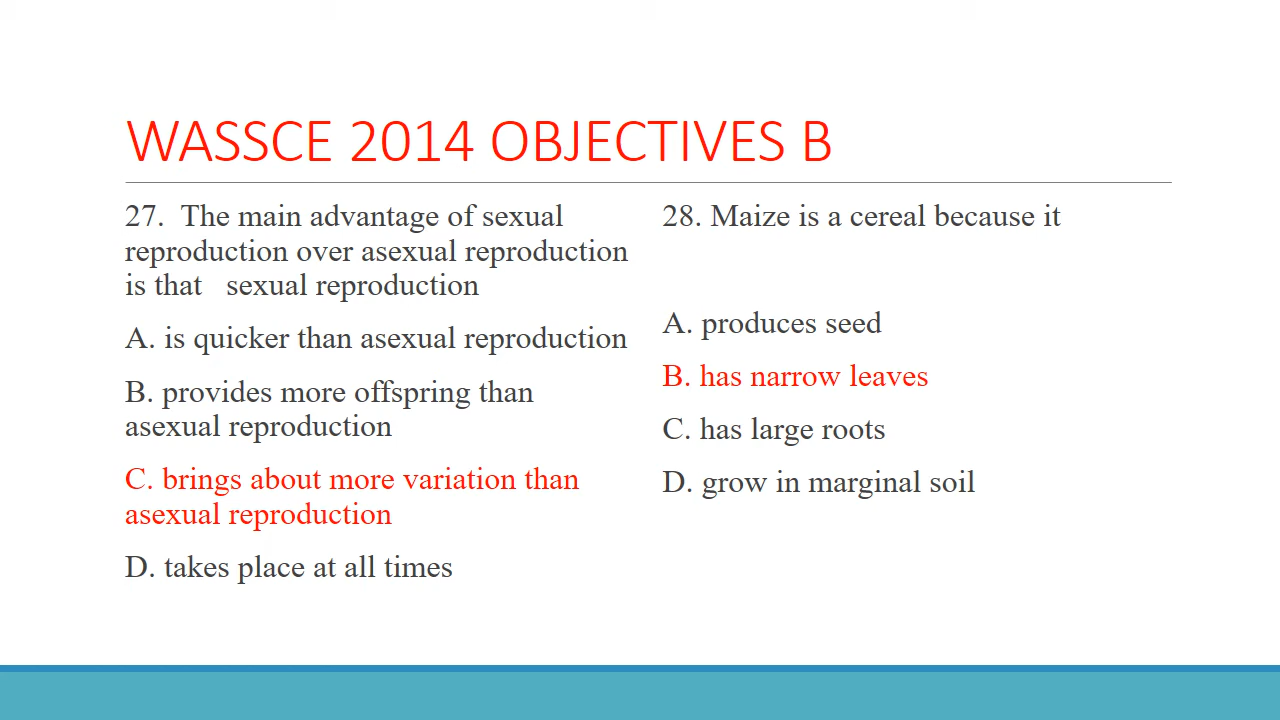 WASSCE 2014 OBJECTIVES B
27. The main advantage of sexual
reproduction over asexual reproduction
is that sexual reproduction
A. is quicker than asexual reproduction
B. provides more offspring than
asexual reproduction
C. brings about more variation than
asexual reproduction
D. takes place at all times
28. Maize is a cereal because it
A. produces seed
B. has narrow leaves
C. has large roots
D. grow in marginal soil